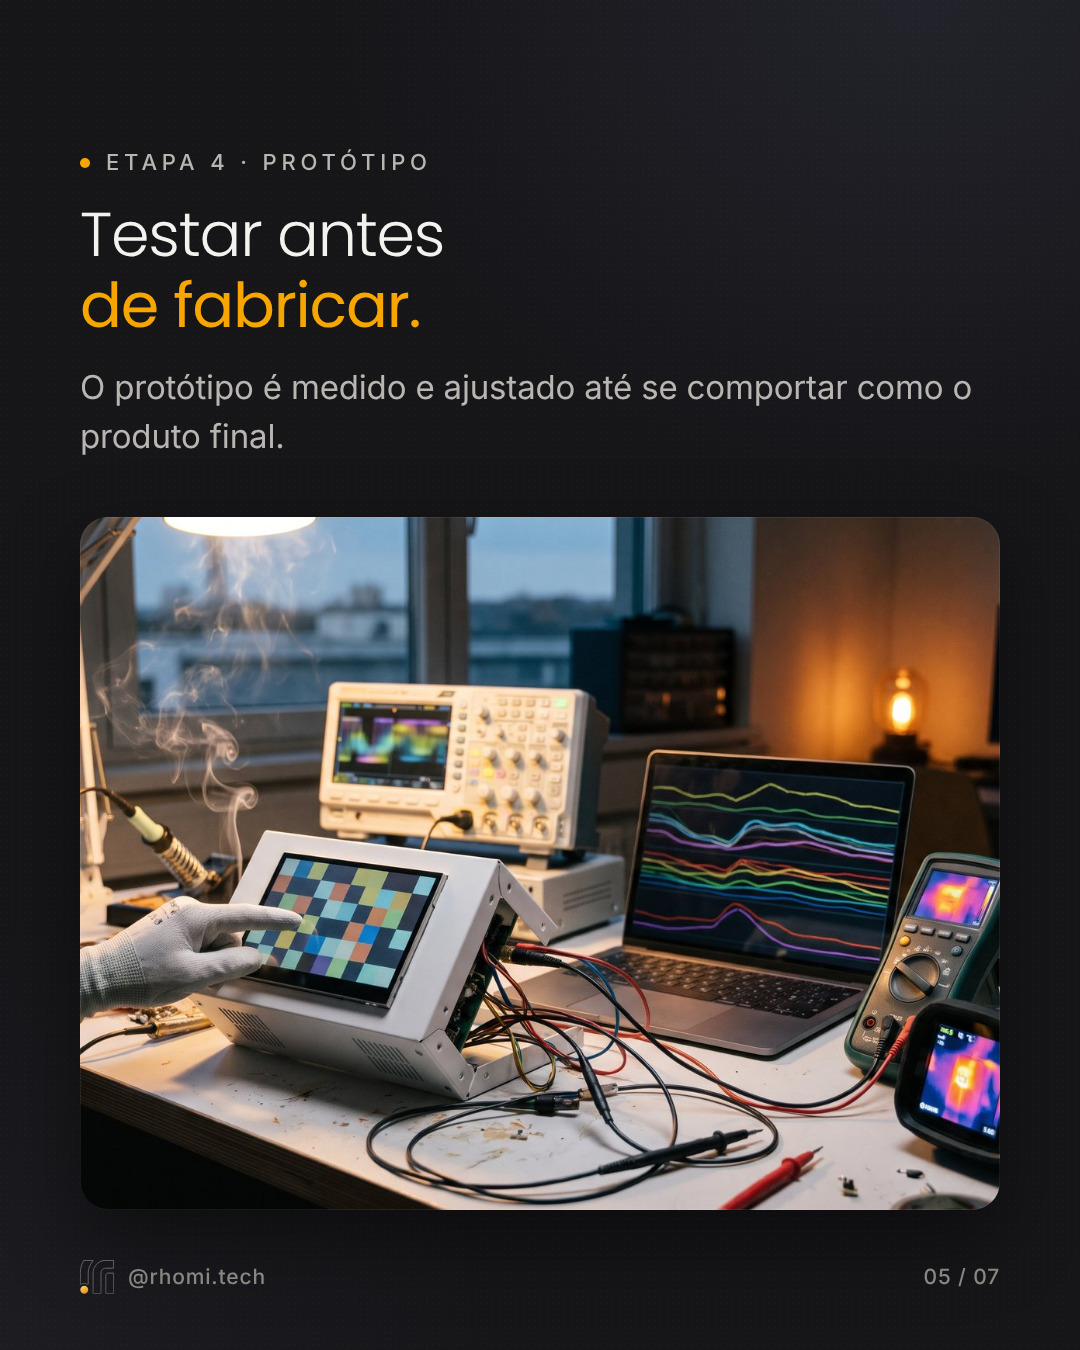 ETAPA 4 · PROTÓTIPO
Testar antes
de fabricar.
O protótipo é medido e ajustado até se comportar como o
produto final.
@rhomi.tech
05 / 07